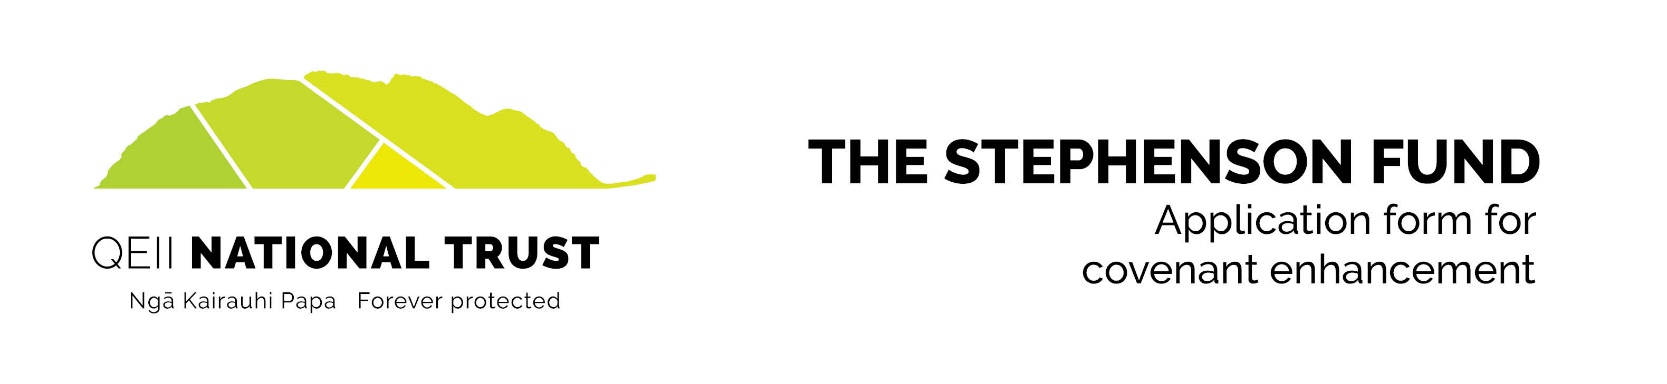 QEII NATIONAL TRUST
Ngā Kairauhi Papa Forever protected
THE STEPHENSON FUND
Application form for
covenant enhancement